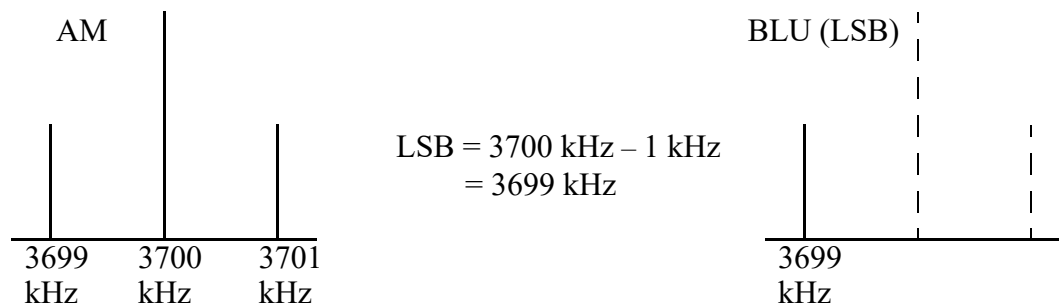 AM
BLU (LSB)
LSB = 3700 kHz – 1 kHz
= 3699 kHz
3699 kHz
3700 kHz
3701 kHz
3699 kHz